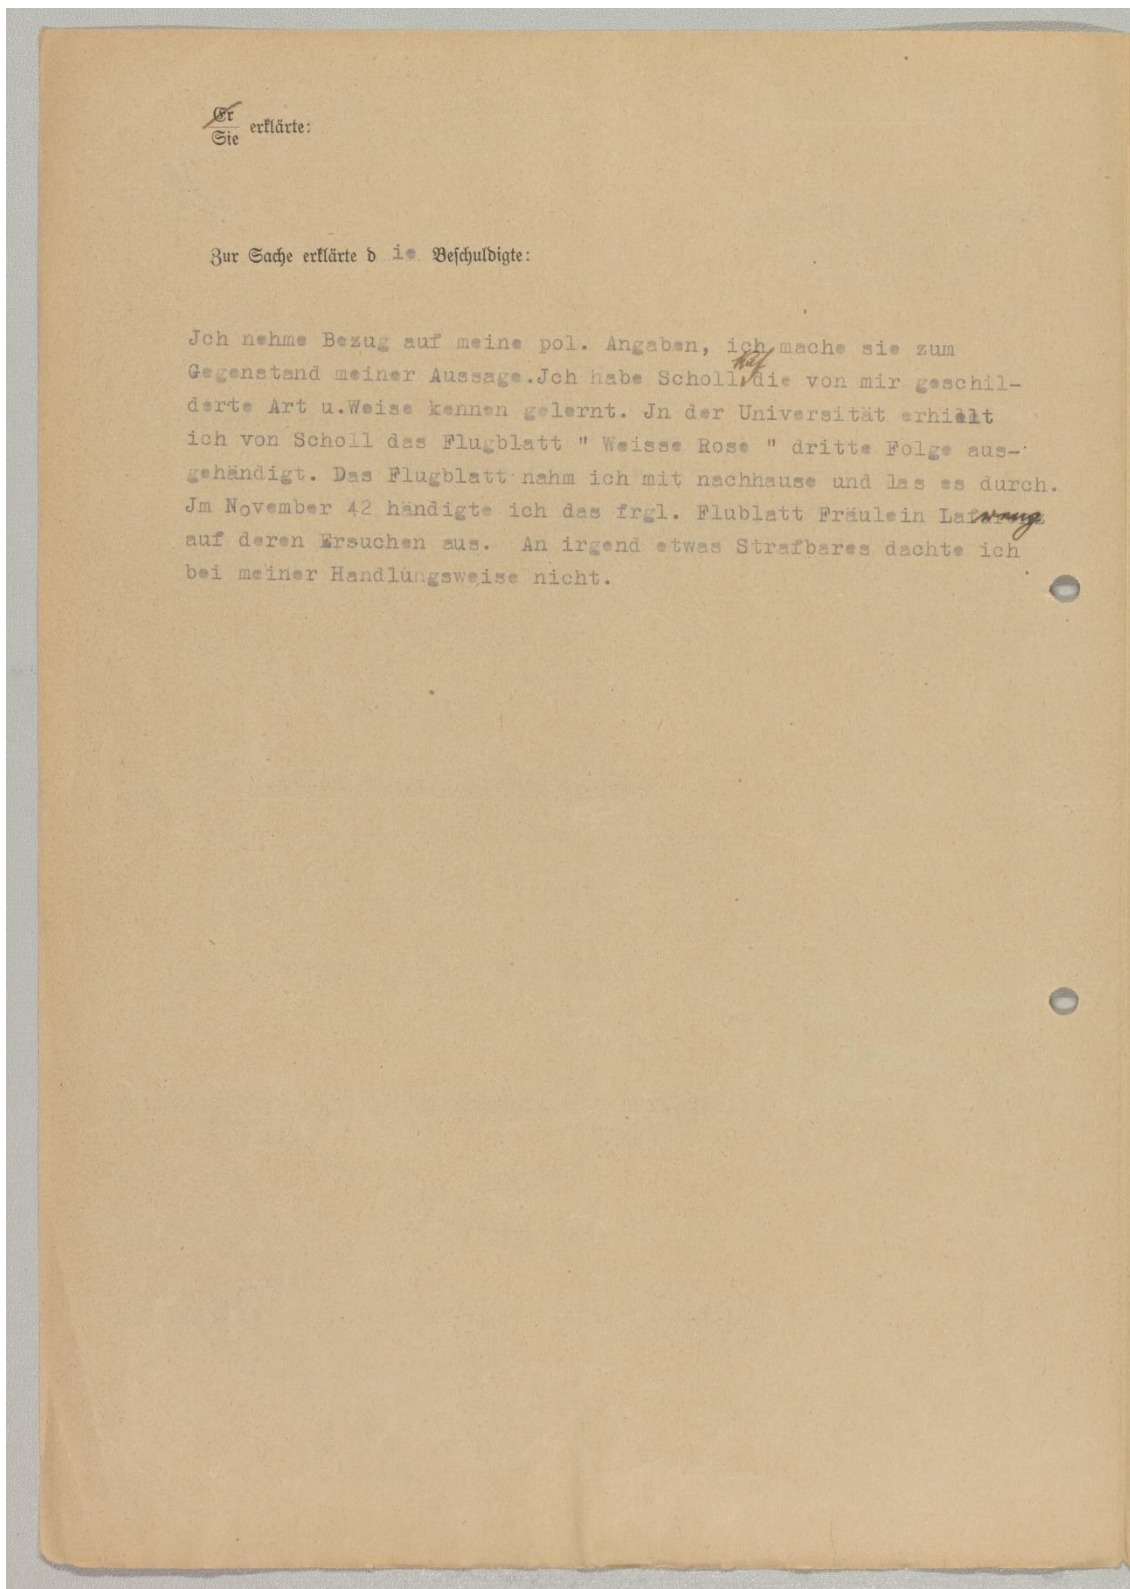 Er
Sie erklärte:
Zur Sache erklärte d ie Beschuldigte:
Jch nehme Bezug auf meine pol. Angaben, ich mache sie zum
Gegenstand meiner Aussage.Jch habe Scholl auf die von mir geschil-
derte Art u.Weise kennen gelernt. Jn der Universität erhielt
ich von Scholl das Flugblatt " Weisse Rose " dritte Folge aus-
gehändigt. Das Flugblatt nahm ich mit nachhause und las es durch.
Jm November 42 händigte ich das frgl. Flublatt Fräulein
auf deren Ersuchen aus. An irgend etwas Strafbares dachte ich
bei meiner Handlungsweise nicht.